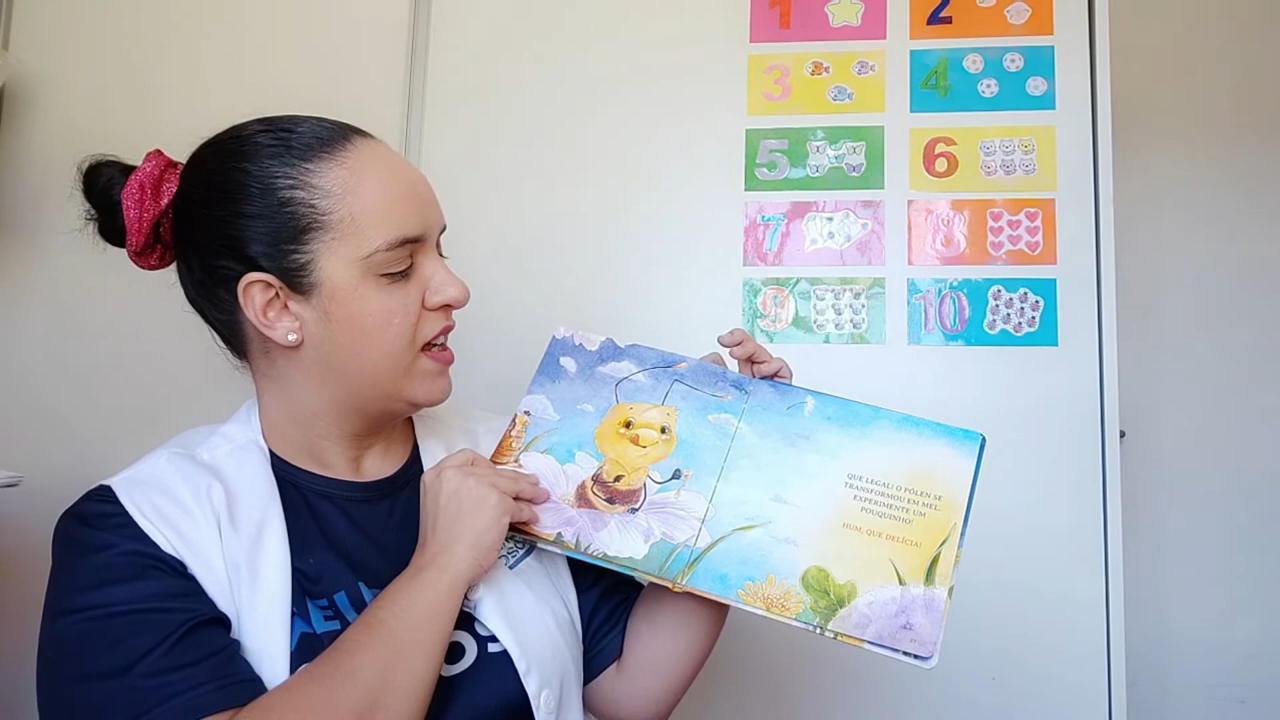 1
2
3
4
5
6
7
8
9
10
QUE LEGAL! O PÓLEN SE
TRANSFORMOU EM MEL.
EXPERIMENTE UM
POUQUINHO!
HUM, QUE DELÍCIA!